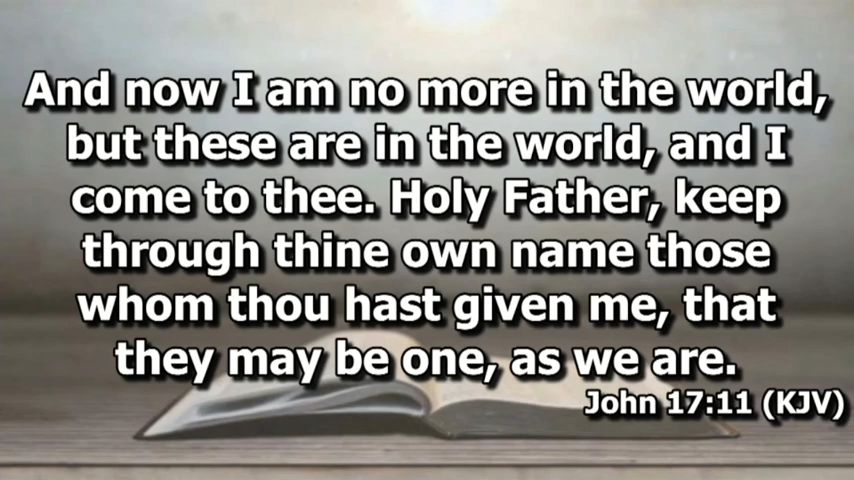 And now I am no more in the world,
but these are in the world, and I
come to thee. Holy Father, keep
through thine own name those
whom thou hast given me, that
they may be one, as we are.
John 17:11 (KJV)